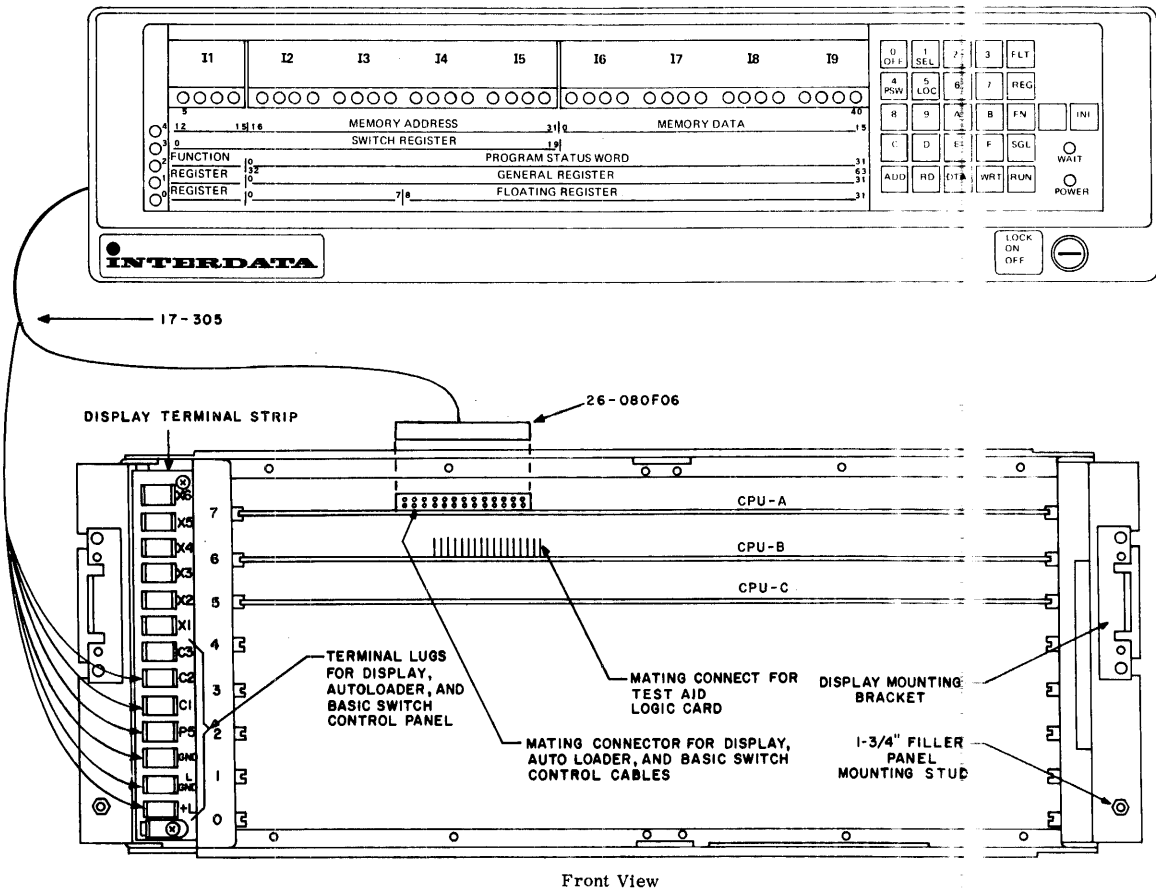 I1 I2 I3 I4 I5 I6 I7 I8 I9
5 40
4 12 15 16 MEMORY ADDRESS 31 0 MEMORY DATA 15
3 0 SWITCH REGISTER 19
2 FUNCTION 0 PROGRAM STATUS WORD 31
1 REGISTER 32 GENERAL REGISTER 63
0 31
0 REGISTER 0 7 8 FLOATING REGISTER 31
0 OFF 1 SEL 2 3 FLT
4 PSW 5 LOC 6 7 REG
8 9 A B FN INI
C D E F SGL
WAIT
ADD RD DTA WRT RUN
POWER
INTERDATA
LOCK
ON
OFF
17-305
26-080F06
DISPLAY TERMINAL STRIP
X6
X5
X4
X3
X2
X1
C3
C2
C1
P5
GND
L
GND
+L
7
6
5
4
3
2
1
0
CPU-A
CPU-B
CPU-C
TERMINAL LUGS
FOR DISPLAY,
AUTOLOADER, AND
BASIC SWITCH
CONTROL PANEL
MATING CONNECT FOR
TEST AID
LOGIC CARD
DISPLAY MOUNTING
BRACKET
MATING CONNECTOR FOR DISPLAY,
AUTO LOADER, AND BASIC SWITCH
CONTROL CABLES
1-3/4" FILLER
PANEL
MOUNTING STUD
Front View